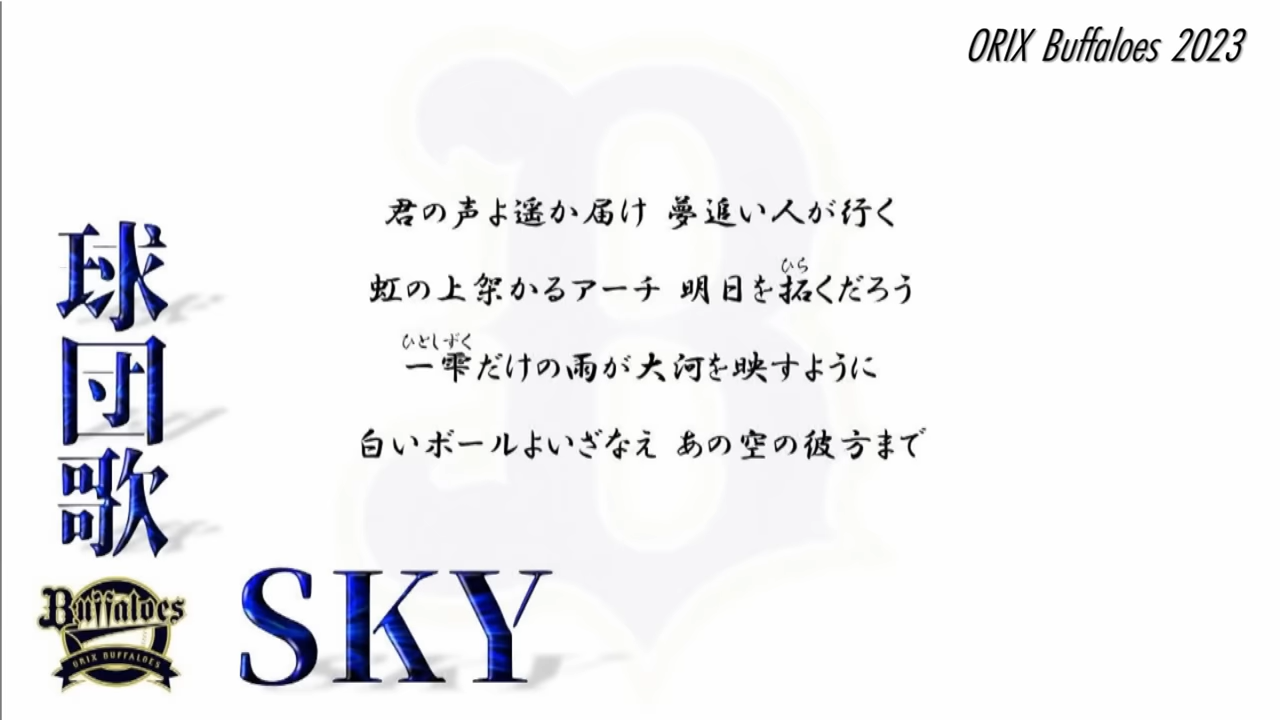 ORIX Buffaloes 2023
君の声よ遥か届け 夢追い人が行く
ひら
虹の上架かるアーチ 明日を拓くだろう
ひとしずく
一雫だけの雨が大河を映すように
白いボールよいざなえ あの空の彼方まで
球団歌
SKY
Buffaloes
ORIX BUFFALOES
B